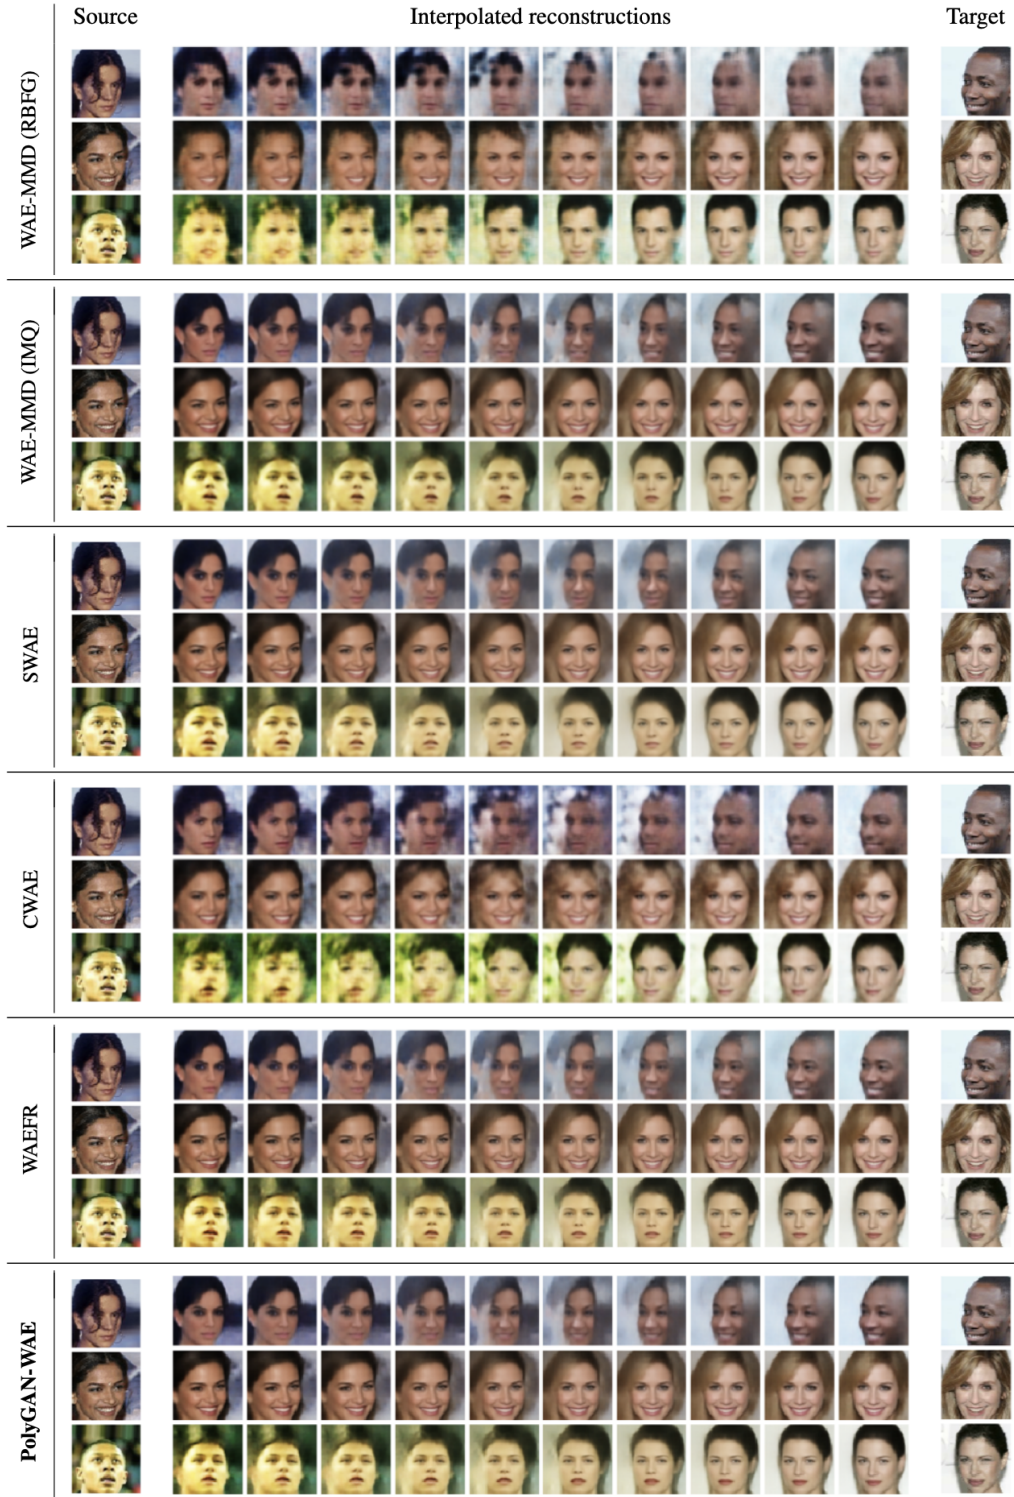 Source Interpolated reconstructions Target
WAE-MMD (RBFG)
WAE-MMD (IMQ)
SWAE
CWAE
WAEFR
PolyGAN-WAE